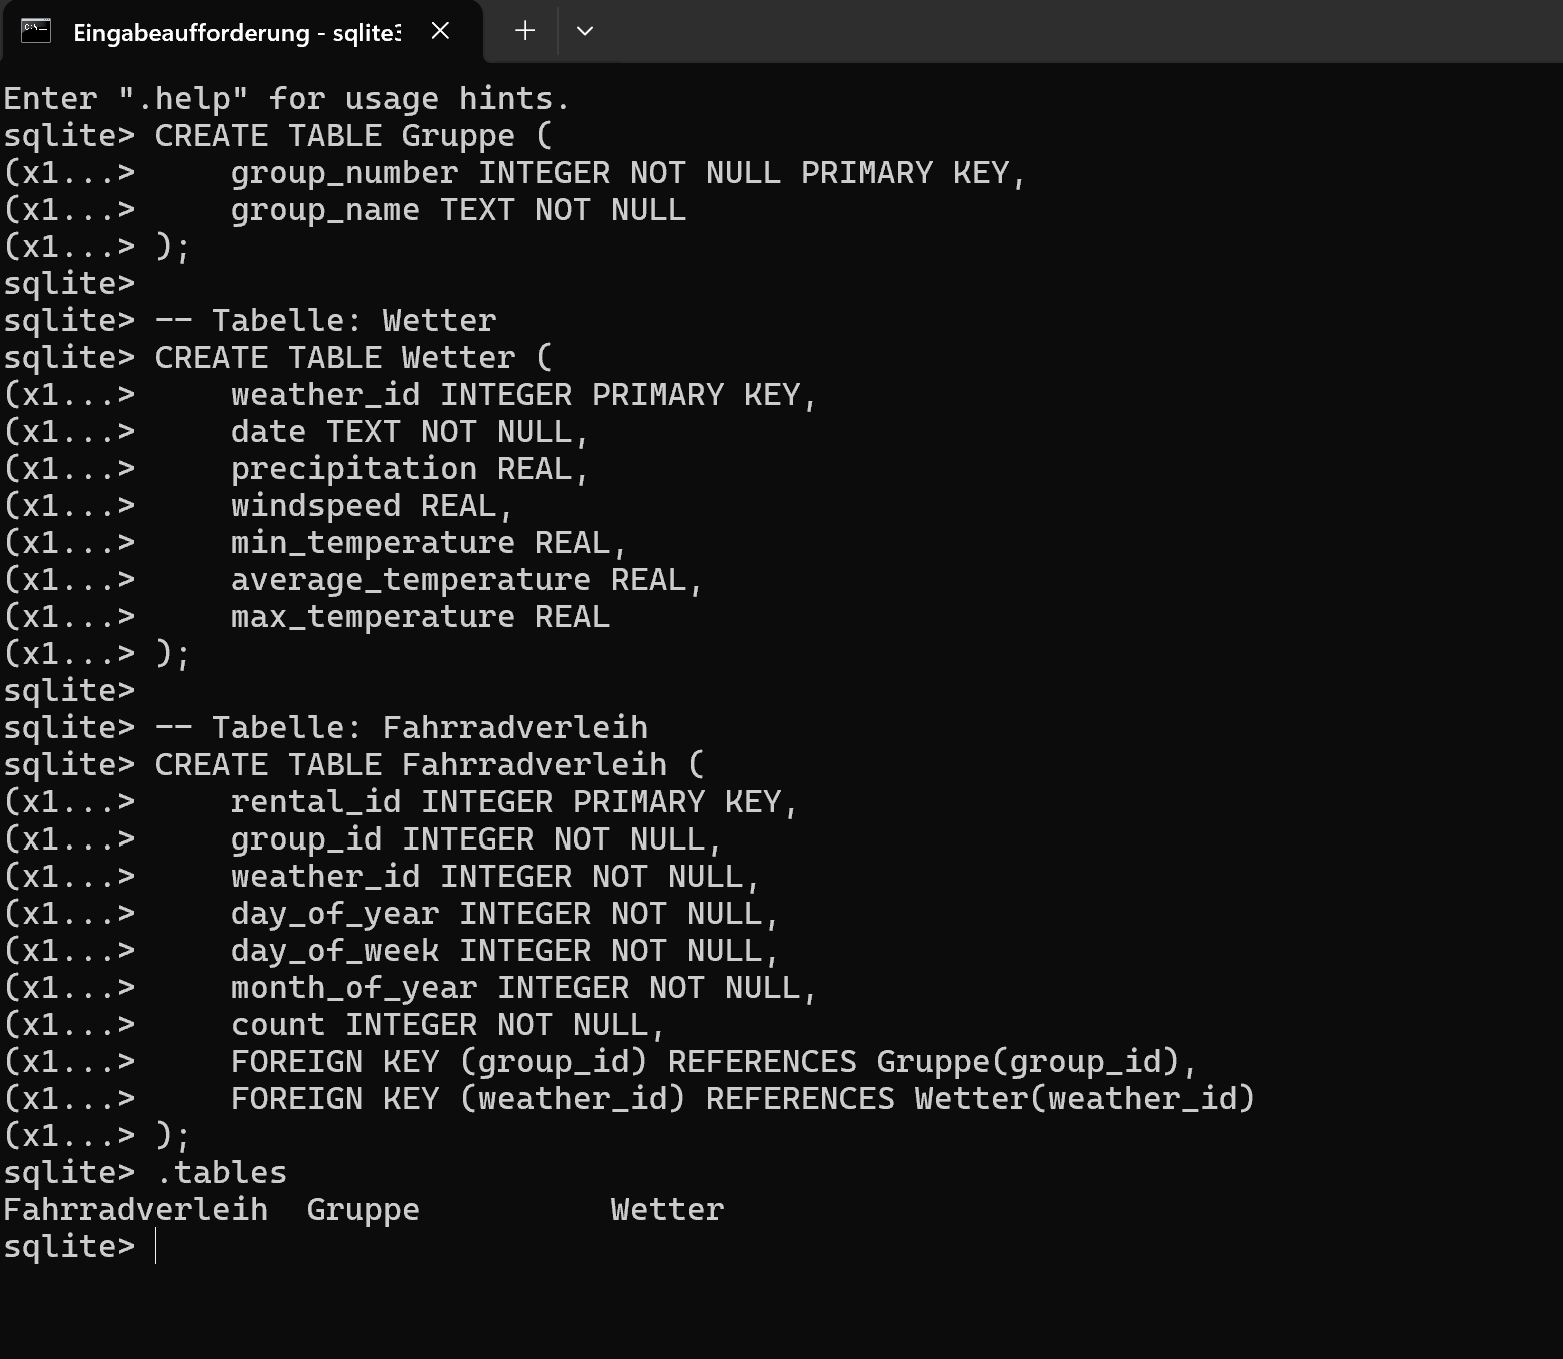 Eingabeaufforderung - sqlite3
Enter ".help" for usage hints.
sqlite> CREATE TABLE Gruppe (
(x1...>     group_number INTEGER NOT NULL PRIMARY KEY,
(x1...>     group_name TEXT NOT NULL
(x1...> );
sqlite>
sqlite> -- Tabelle: Wetter
sqlite> CREATE TABLE Wetter (
(x1...>     weather_id INTEGER PRIMARY KEY,
(x1...>     date TEXT NOT NULL,
(x1...>     precipitation REAL,
(x1...>     windspeed REAL,
(x1...>     min_temperature REAL,
(x1...>     average_temperature REAL,
(x1...>     max_temperature REAL
(x1...> );
sqlite>
sqlite> -- Tabelle: Fahrradverleih
sqlite> CREATE TABLE Fahrradverleih (
(x1...>     rental_id INTEGER PRIMARY KEY,
(x1...>     group_id INTEGER NOT NULL,
(x1...>     weather_id INTEGER NOT NULL,
(x1...>     day_of_year INTEGER NOT NULL,
(x1...>     day_of_week INTEGER NOT NULL,
(x1...>     month_of_year INTEGER NOT NULL,
(x1...>     count INTEGER NOT NULL,
(x1...>     FOREIGN KEY (group_id) REFERENCES Gruppe(group_id),
(x1...>     FOREIGN KEY (weather_id) REFERENCES Wetter(weather_id)
(x1...> );
sqlite> .tables
Fahrradverleih  Gruppe          Wetter
sqlite>